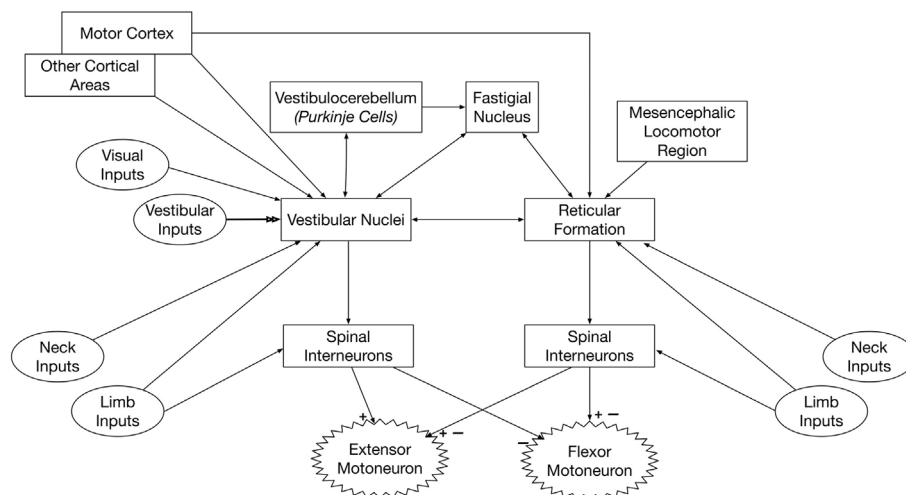 Motor Cortex
Other Cortical
Areas
Vestibulocerebellum
(Purkinje Cells)
Fastigial
Nucleus
Mesencephalic
Locomotor
Region
Visual
Inputs
Vestibular
Inputs
Vestibular Nuclei
Reticular
Formation
Neck
Inputs
Spinal
Interneurons
Spinal
Interneurons
Neck
Inputs
Limb
Inputs
Limb
Inputs
+
+ −
Extensor
Motoneuron
−
+ −
Flexor
Motoneuron